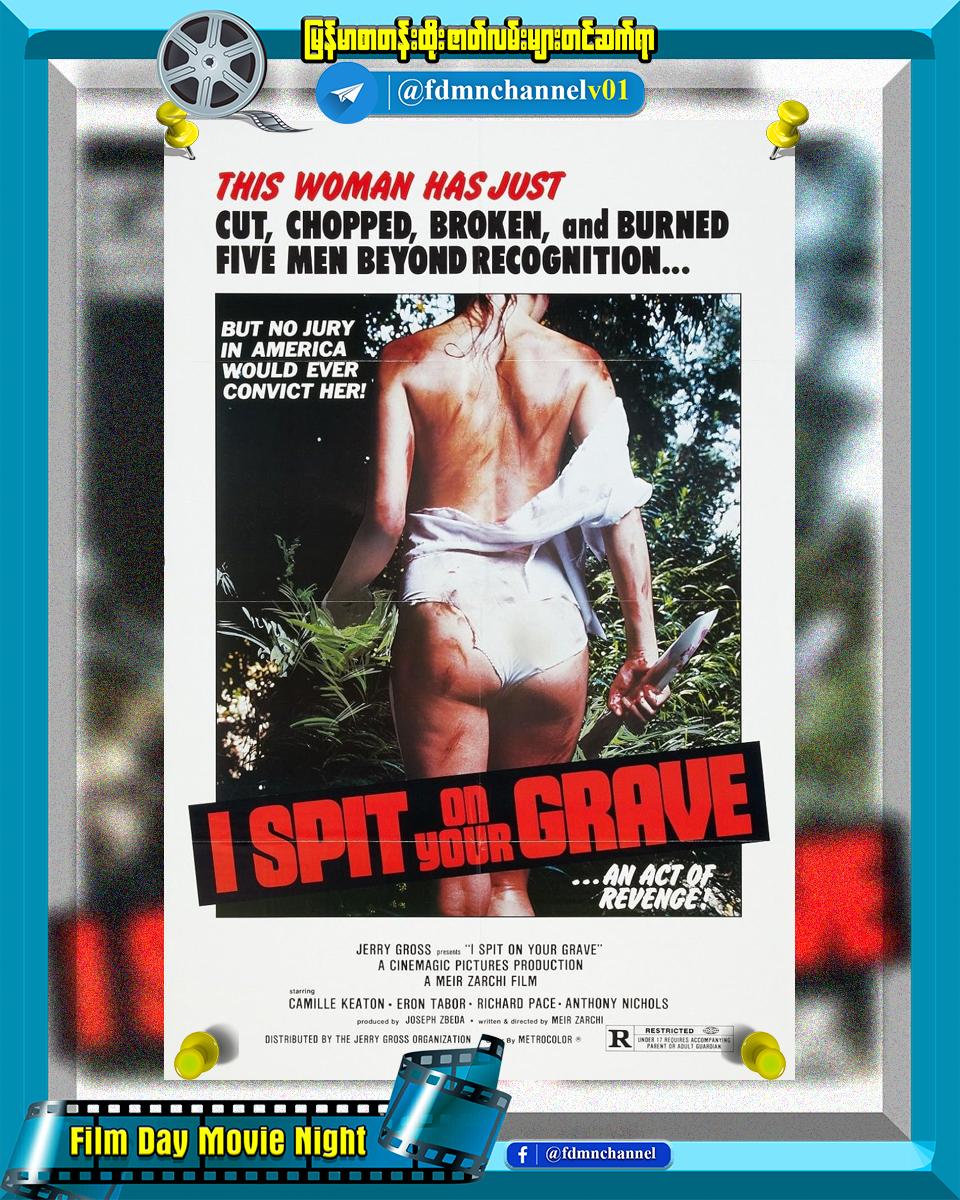 မြန်မာစာတန်းထိုးဇာတ်လမ်းများတင်ဆက်ရာ
@fdmnchannelv01
THIS WOMAN HAS JUST
CUT, CHOPPED, BROKEN, and BURNED
FIVE MEN BEYOND RECOGNITION...
BUT NO JURY
IN AMERICA
WOULD EVER
CONVICT HER!
I SPIT on your GRAVE
...AN ACT OF
REVENGE!
JERRY GROSS presents "I SPIT ON YOUR GRAVE"
A CINEMAGIC PICTURES PRODUCTION
A MEIR ZARCHI FILM
starring
CAMILLE KEATON • ERON TABOR • RICHARD PACE • ANTHONY NICHOLS
produced by JOSEPH ZBEDA • written & directed by MEIR ZARCHI
DISTRIBUTED BY THE JERRY GROSS ORGANIZATION By METROCOLOR ®
R RESTRICTED
UNDER 17 REQUIRES ACCOMPANYING
PARENT OR ADULT GUARDIAN
Film Day Movie Night
@fdmnchannel